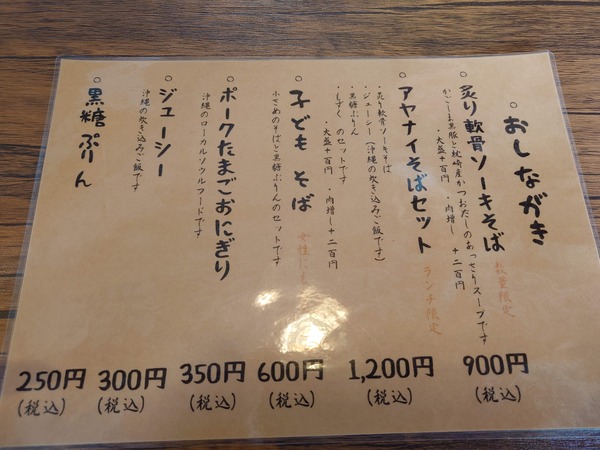 おしながき
炙り軟骨ソーキそば 数量限定 900円(税込)
かごしま黒豚と枕崎産かつおだしのあっさりスープです
・大盛+百円 ・肉増し +二百円
アヤナイそばセット ランチ限定 1,200円(税込)
・炙り軟骨ソーキそば
・ジューシー(沖縄の炊き込みご飯です)
・黒糖ぷりん
・もずく のセットです
・大盛+百円 ・肉増し+二百円
子ども そば 600円(税込)
小さめのそばと黒糖ぷりんのセットです
女性にも
ポークたまごおにぎり 350円(税込)
沖縄のローカルソウルフードです
ジューシー 300円(税込)
沖縄の炊き込みご飯です
黒糖 ぷりん 250円(税込)